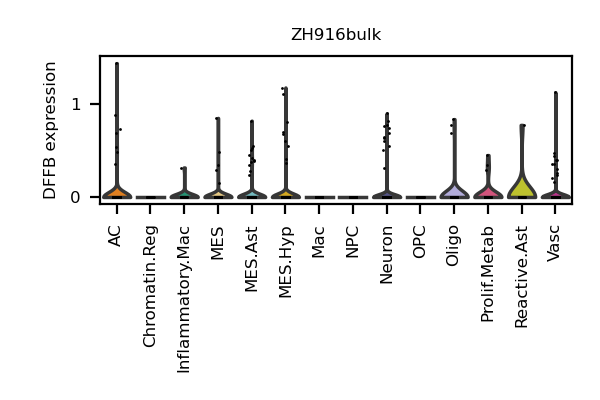 ZH916bulk
DFFB expression
1
0
AC
Chromatin.Reg
Inflammatory.Mac
MES
MES.Ast
MES.Hyp
Mac
NPC
Neuron
OPC
Oligo
Prolif.Metab
Reactive.Ast
Vasc